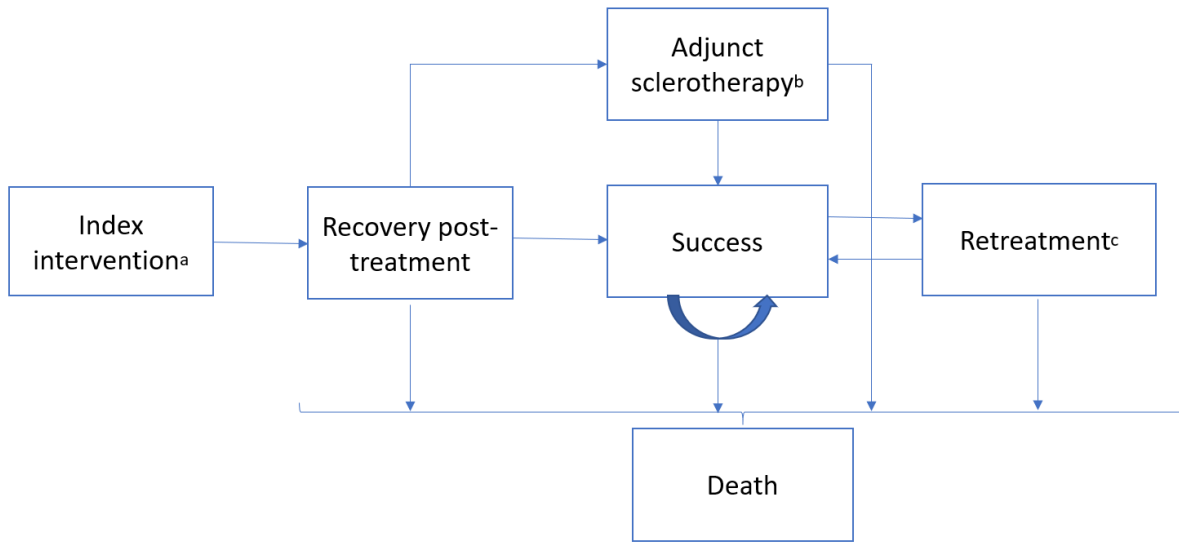 Adjunct
sclerotherapyb
Index
interventiona
Recovery post-
treatment
Success
Retreatmentc
Death